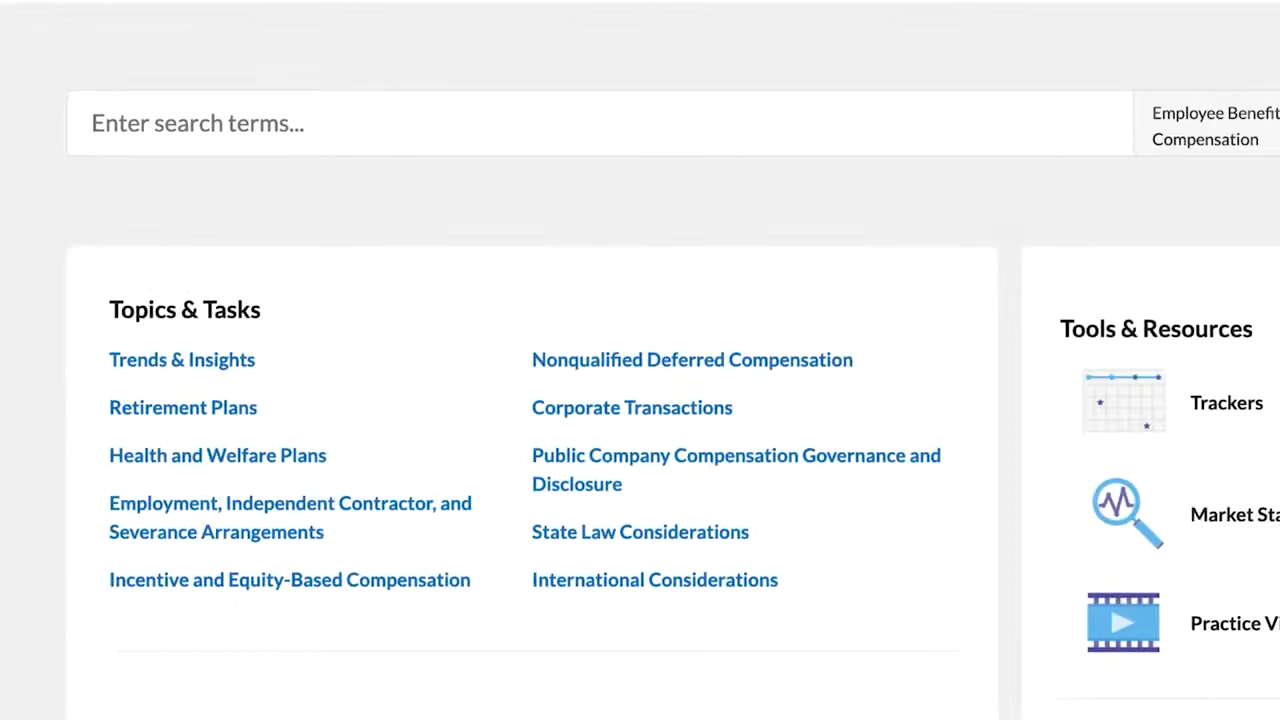 Enter search terms...
Employee Benefit
Compensation
Topics & Tasks
Trends & Insights
Retirement Plans
Health and Welfare Plans
Employment, Independent Contractor, and
Severance Arrangements
Incentive and Equity-Based Compensation
Nonqualified Deferred Compensation
Corporate Transactions
Public Company Compensation Governance and
Disclosure
State Law Considerations
International Considerations
Tools & Resources
Trackers
Market
Practice